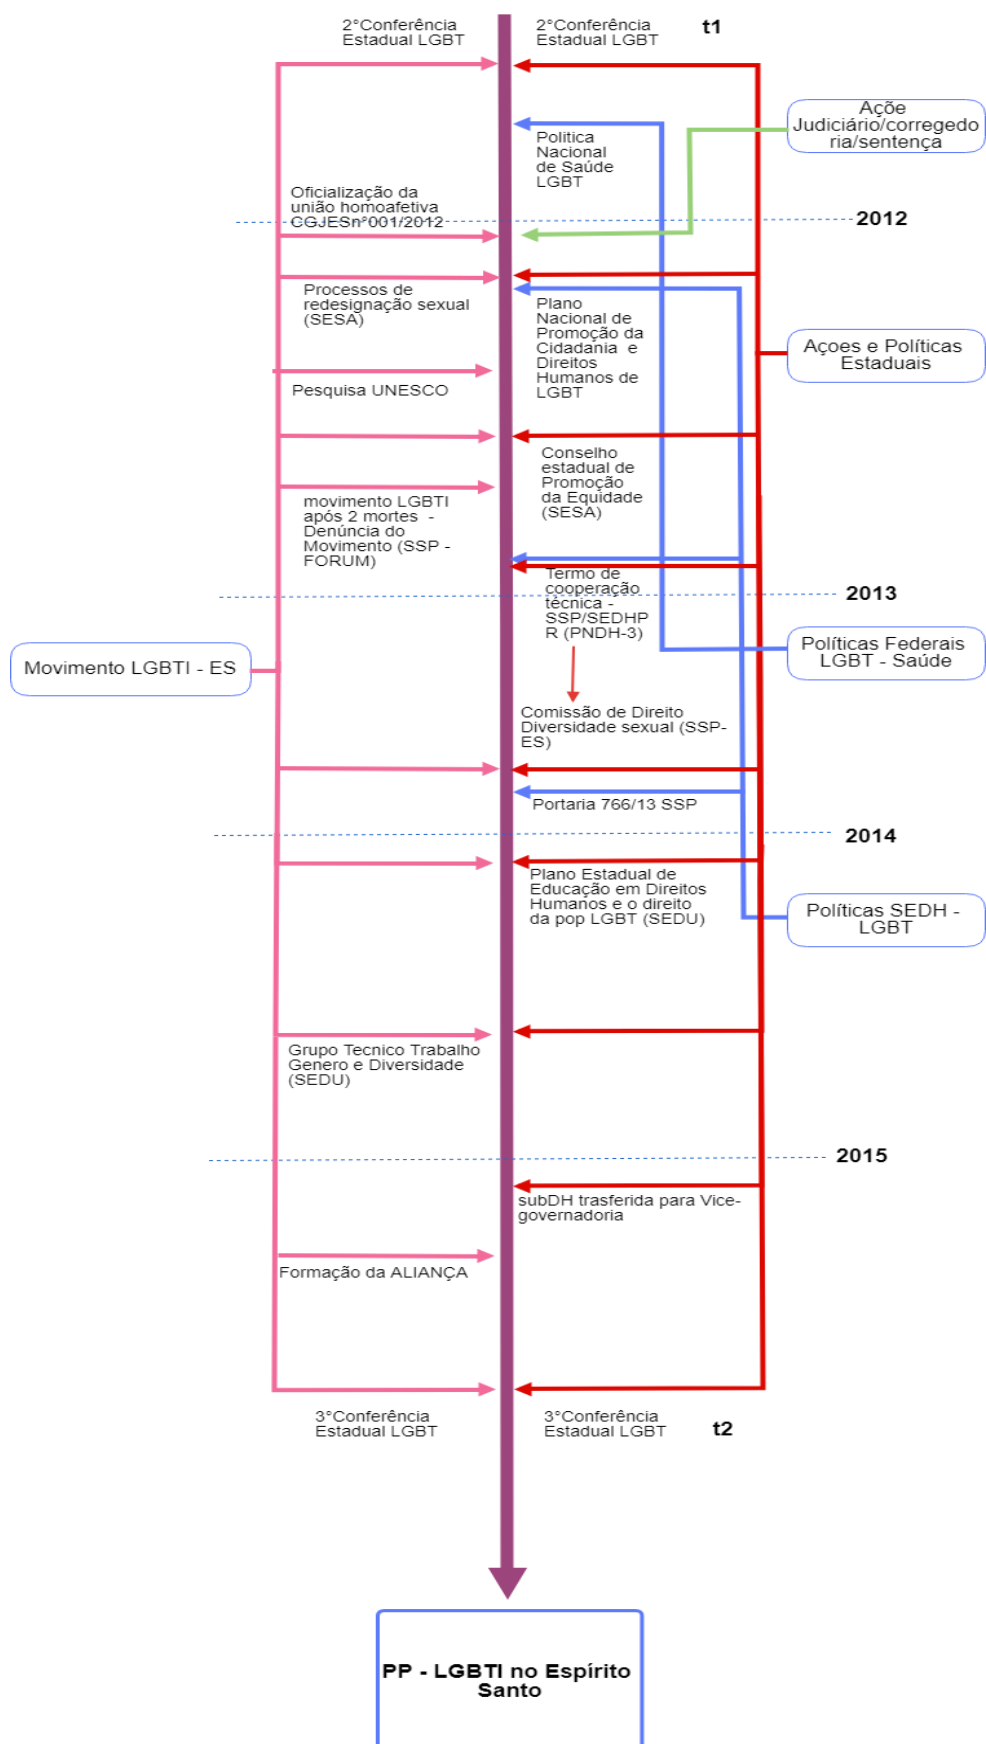 2°Conferência
Estadual LGBT
2°Conferência
Estadual LGBT
t1
Açõe
Judiciário/corregedo
ria/sentença
Política
Nacional
de Saúde
LGBT
Oficialização da
união homoafetiva
CGJESn°001/2012
2012
Processos de
redesignação sexual
(SESA)
Plano
Nacional de
Promoção da
Cidadania e
Direitos
Humanos de
LGBT
Açoes e Políticas
Estaduais
Pesquisa UNESCO
Conselho
estadual de
Promoção
da Equidade
(SESA)
movimento LGBTI
após 2 mortes -
Denúncia do
Movimento (SSP -
FORUM)
Termo de
cooperação
técnica -
SSP/SEDHP
R (PNDH-3)
2013
Movimento LGBTI - ES
Políticas Federais
LGBT - Saúde
Comissão de Direito
Diversidade sexual (SSP-
ES)
Portaria 766/13 SSP
2014
Plano Estadual de
Educação em Direitos
Humanos e o direito
da pop LGBT (SEDU)
Políticas SEDH -
LGBT
Grupo Tecnico Trabalho
Genero e Diversidade
(SEDU)
2015
subDH trasferida para Vice-
governadoria
Formação da ALIANÇA
3°Conferência
Estadual LGBT
3°Conferência
Estadual LGBT
t2
PP - LGBTI no Espírito
Santo